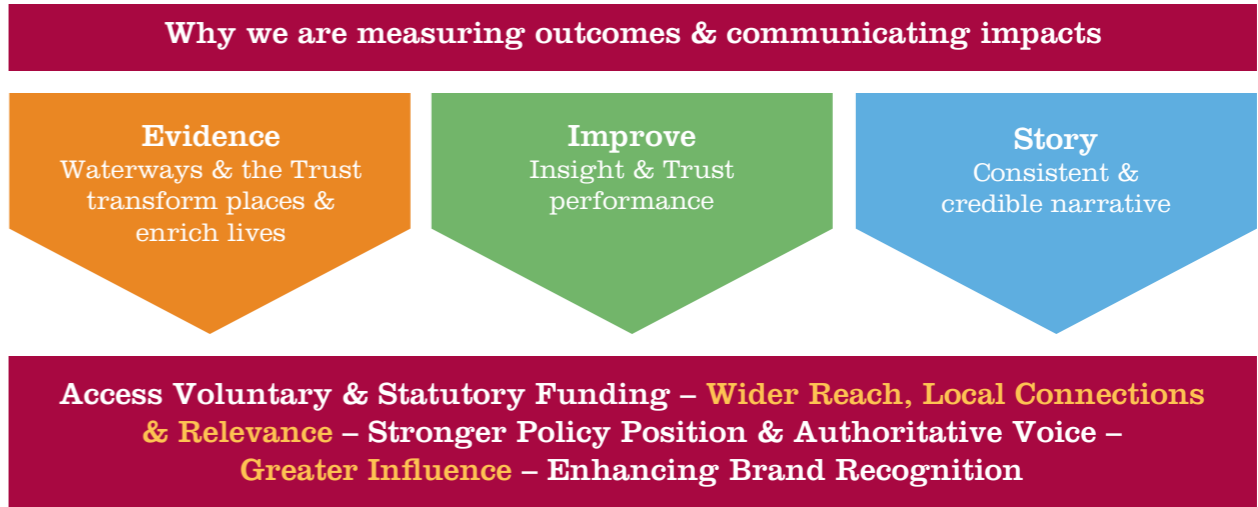 Why we are measuring outcomes & communicating impacts
Evidence
Waterways & the Trust
transform places &
enrich lives
Improve
Insight & Trust
performance
Story
Consistent &
credible narrative
Access Voluntary & Statutory Funding – Wider Reach, Local Connections
& Relevance – Stronger Policy Position & Authoritative Voice –
Greater Influence – Enhancing Brand Recognition